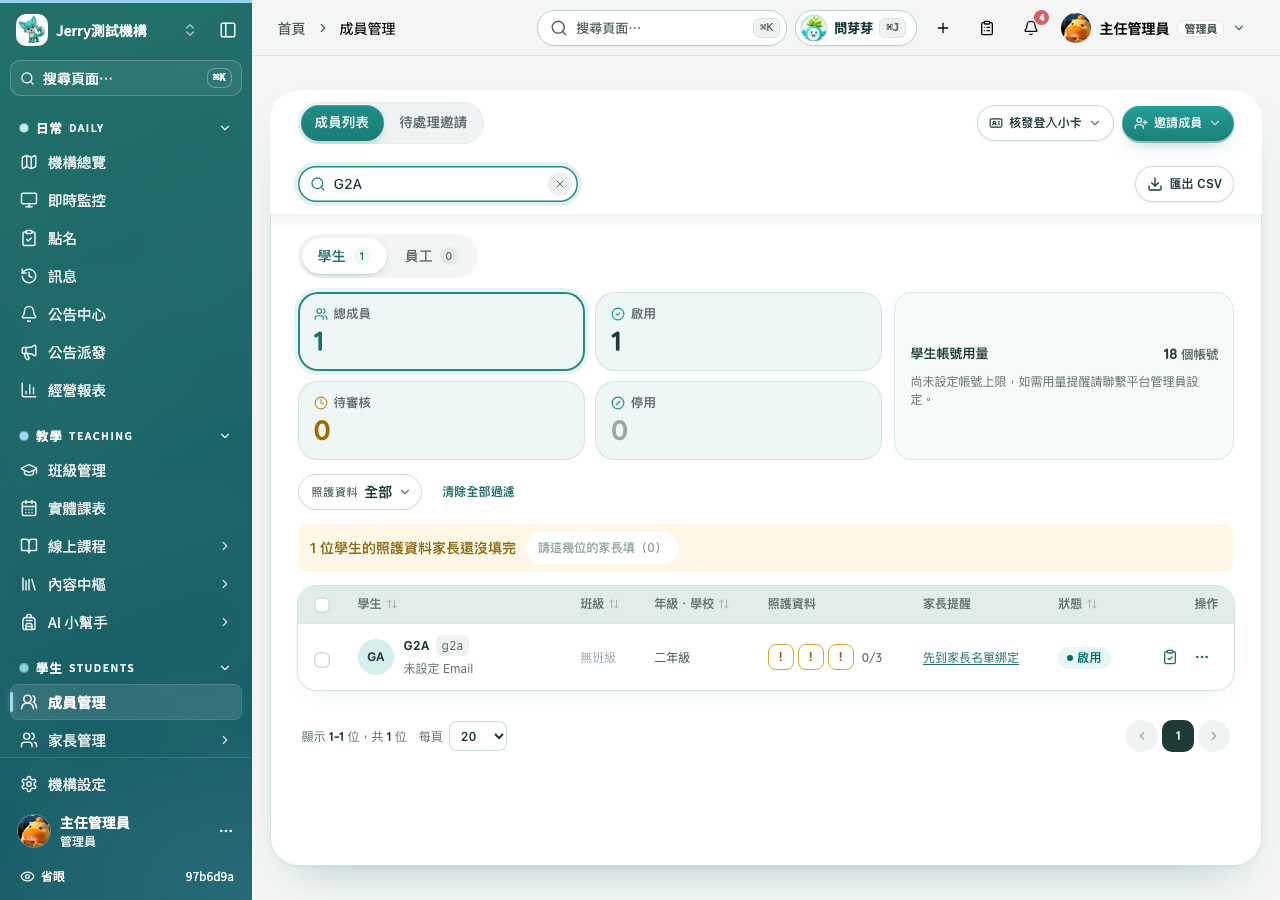 Jerry測試機構
搜尋頁面… ⌘K
日常 DAILY
機構總覽
即時監控
點名
訊息
公告中心
公告派發
經營報表
教學 TEACHING
班級管理
實體課表
線上課程
內容中樞
AI 小幫手
學生 STUDENTS
成員管理
家長管理
機構設定
主任管理員
管理員
省眼 97b6d9a
首頁 成員管理
搜尋頁面… ⌘K
問芽芽 ⌘J
4
主任管理員 管理員
成員列表 待處理邀請
核發登入小卡 邀請成員
G2A
匯出 CSV
學生 1 員工 0
總成員
1
啟用
1
待審核
0
停用
0
學生帳號用量 18 個帳號
尚未設定帳號上限，如需用量提醒請聯繫平台管理員設
定。
照護資料 全部 清除全部過濾
1 位學生的照護資料家長還沒填完 請這幾位的家長填（0）
學生 班級 年級 · 學校 照護資料 家長提醒 狀態 操作
GA G2A g2a
未設定 Email
無班級 二年級 ! ! ! 0/3 先到家長名單綁定 啟用
顯示 1-1 位，共 1 位 每頁 20
1